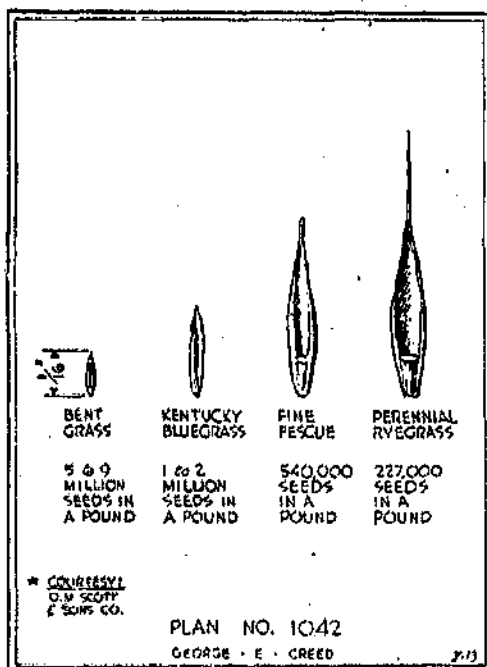 1/16"
BENT GRASS
KENTUCKY BLUEGRASS
FINE FESCUE
PERENNIAL RYEGRASS
5 to 9 MILLION SEEDS IN A POUND
1 to 2 MILLION SEEDS IN A POUND
540,000 SEEDS IN A POUND
227,000 SEEDS IN A POUND
* COURTESY:
O.M SCOTT
& SONS CO.
PLAN NO. 1042
GEORGE - E - CREED